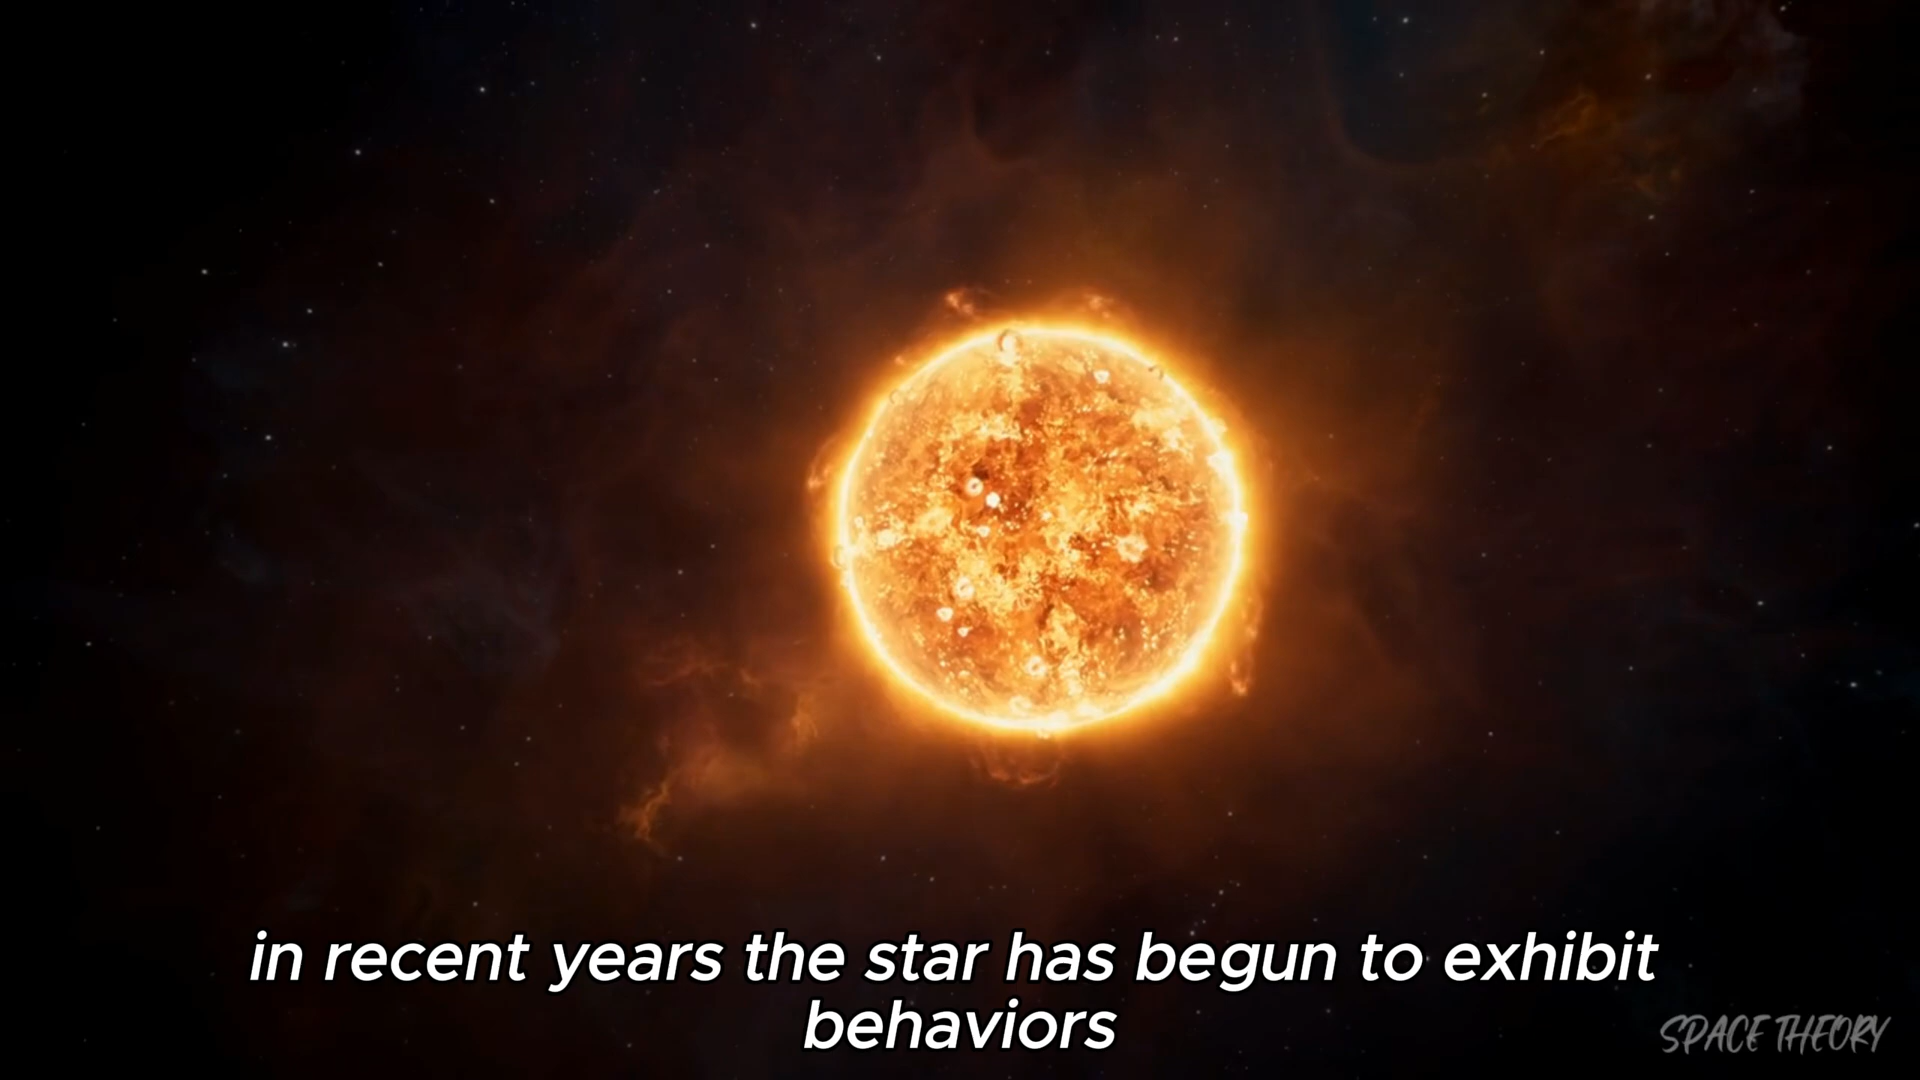 in recent years the star has begun to exhibit
behaviors
SPACE THEORY